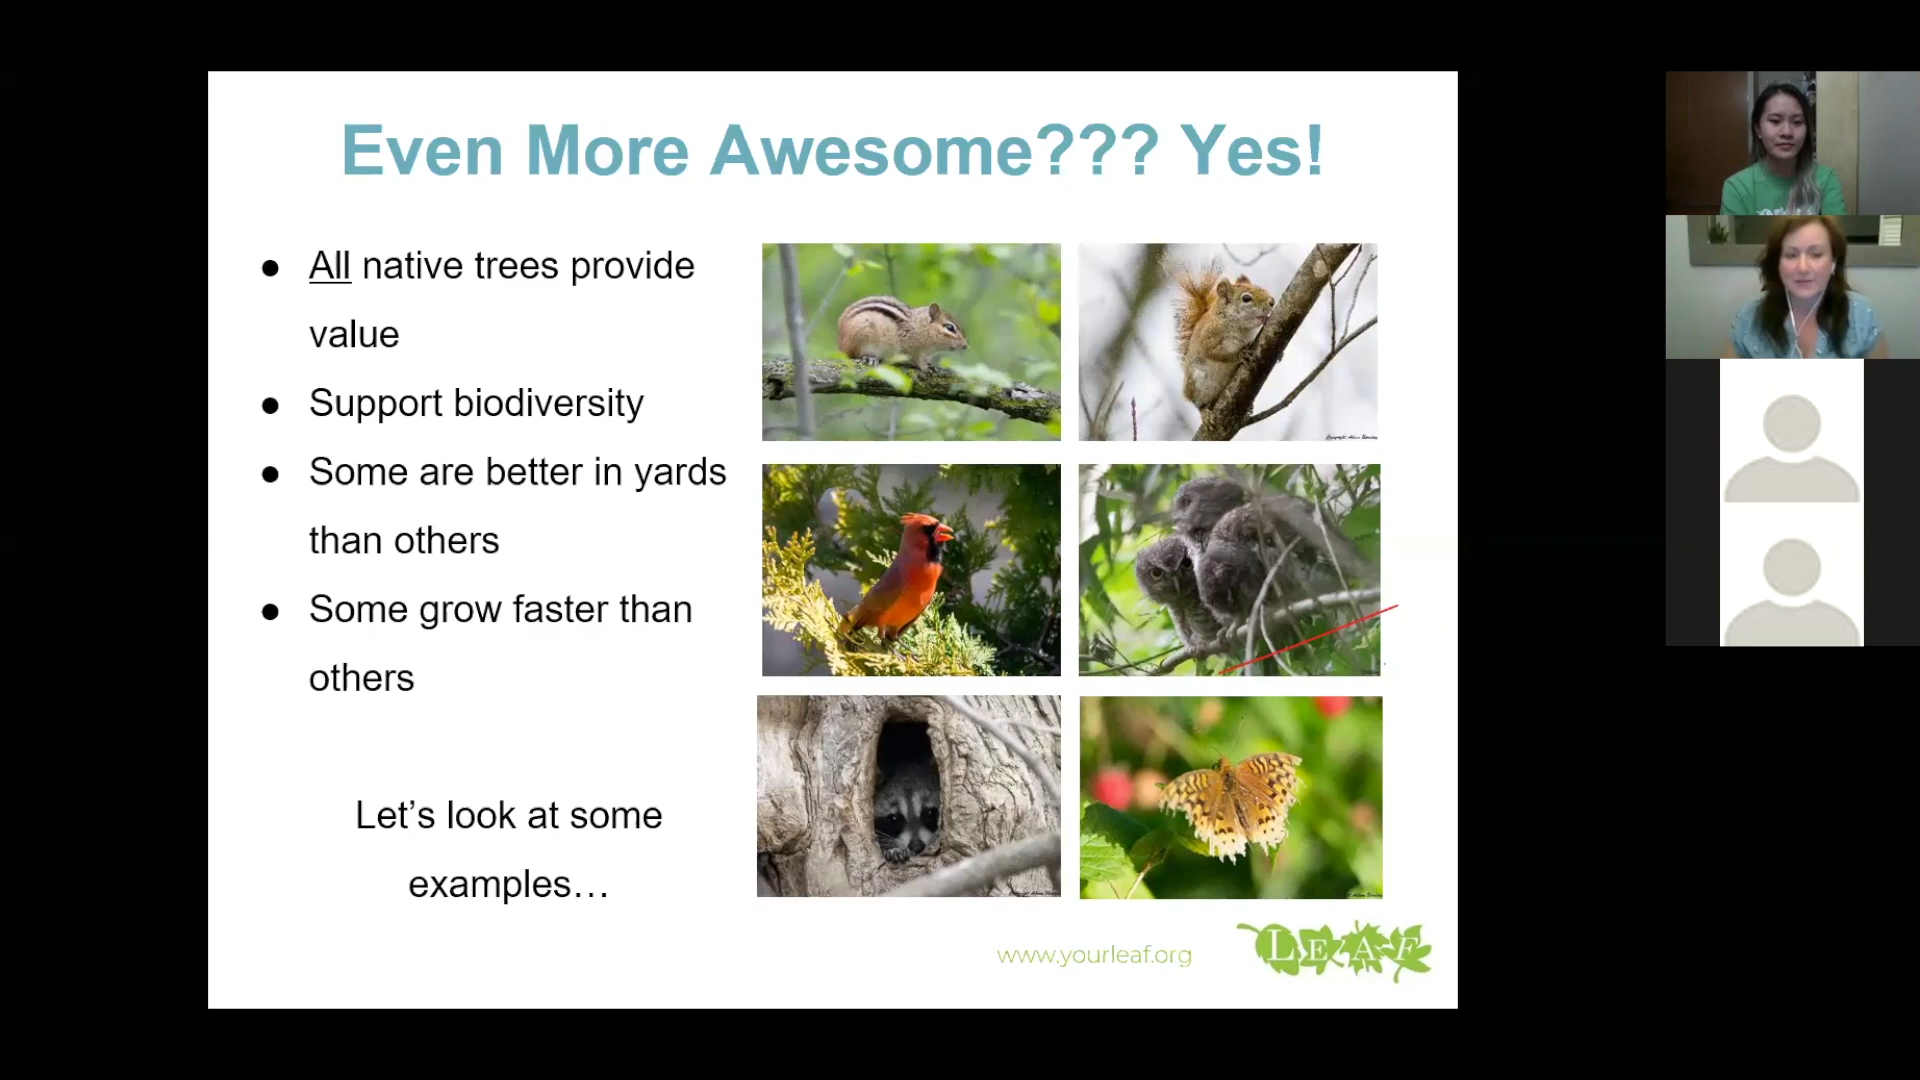 Even More Awesome??? Yes!
● All native trees provide
value
● Support biodiversity
● Some are better in yards
than others
● Some grow faster than
others
Let’s look at some
examples…
www.yourleaf.org
LEAF